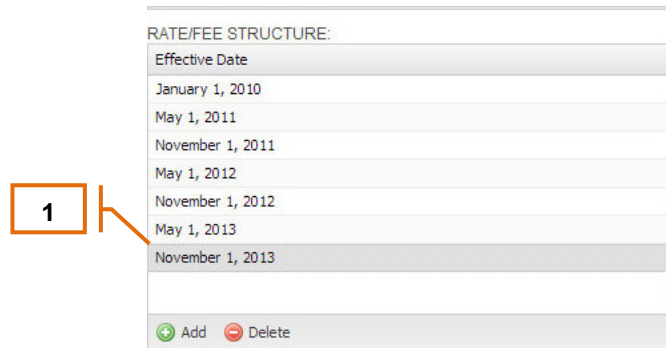 RATE/FEE STRUCTURE:
Effective Date
January 1, 2010
May 1, 2011
November 1, 2011
May 1, 2012
November 1, 2012
May 1, 2013
November 1, 2013
1
Add Delete